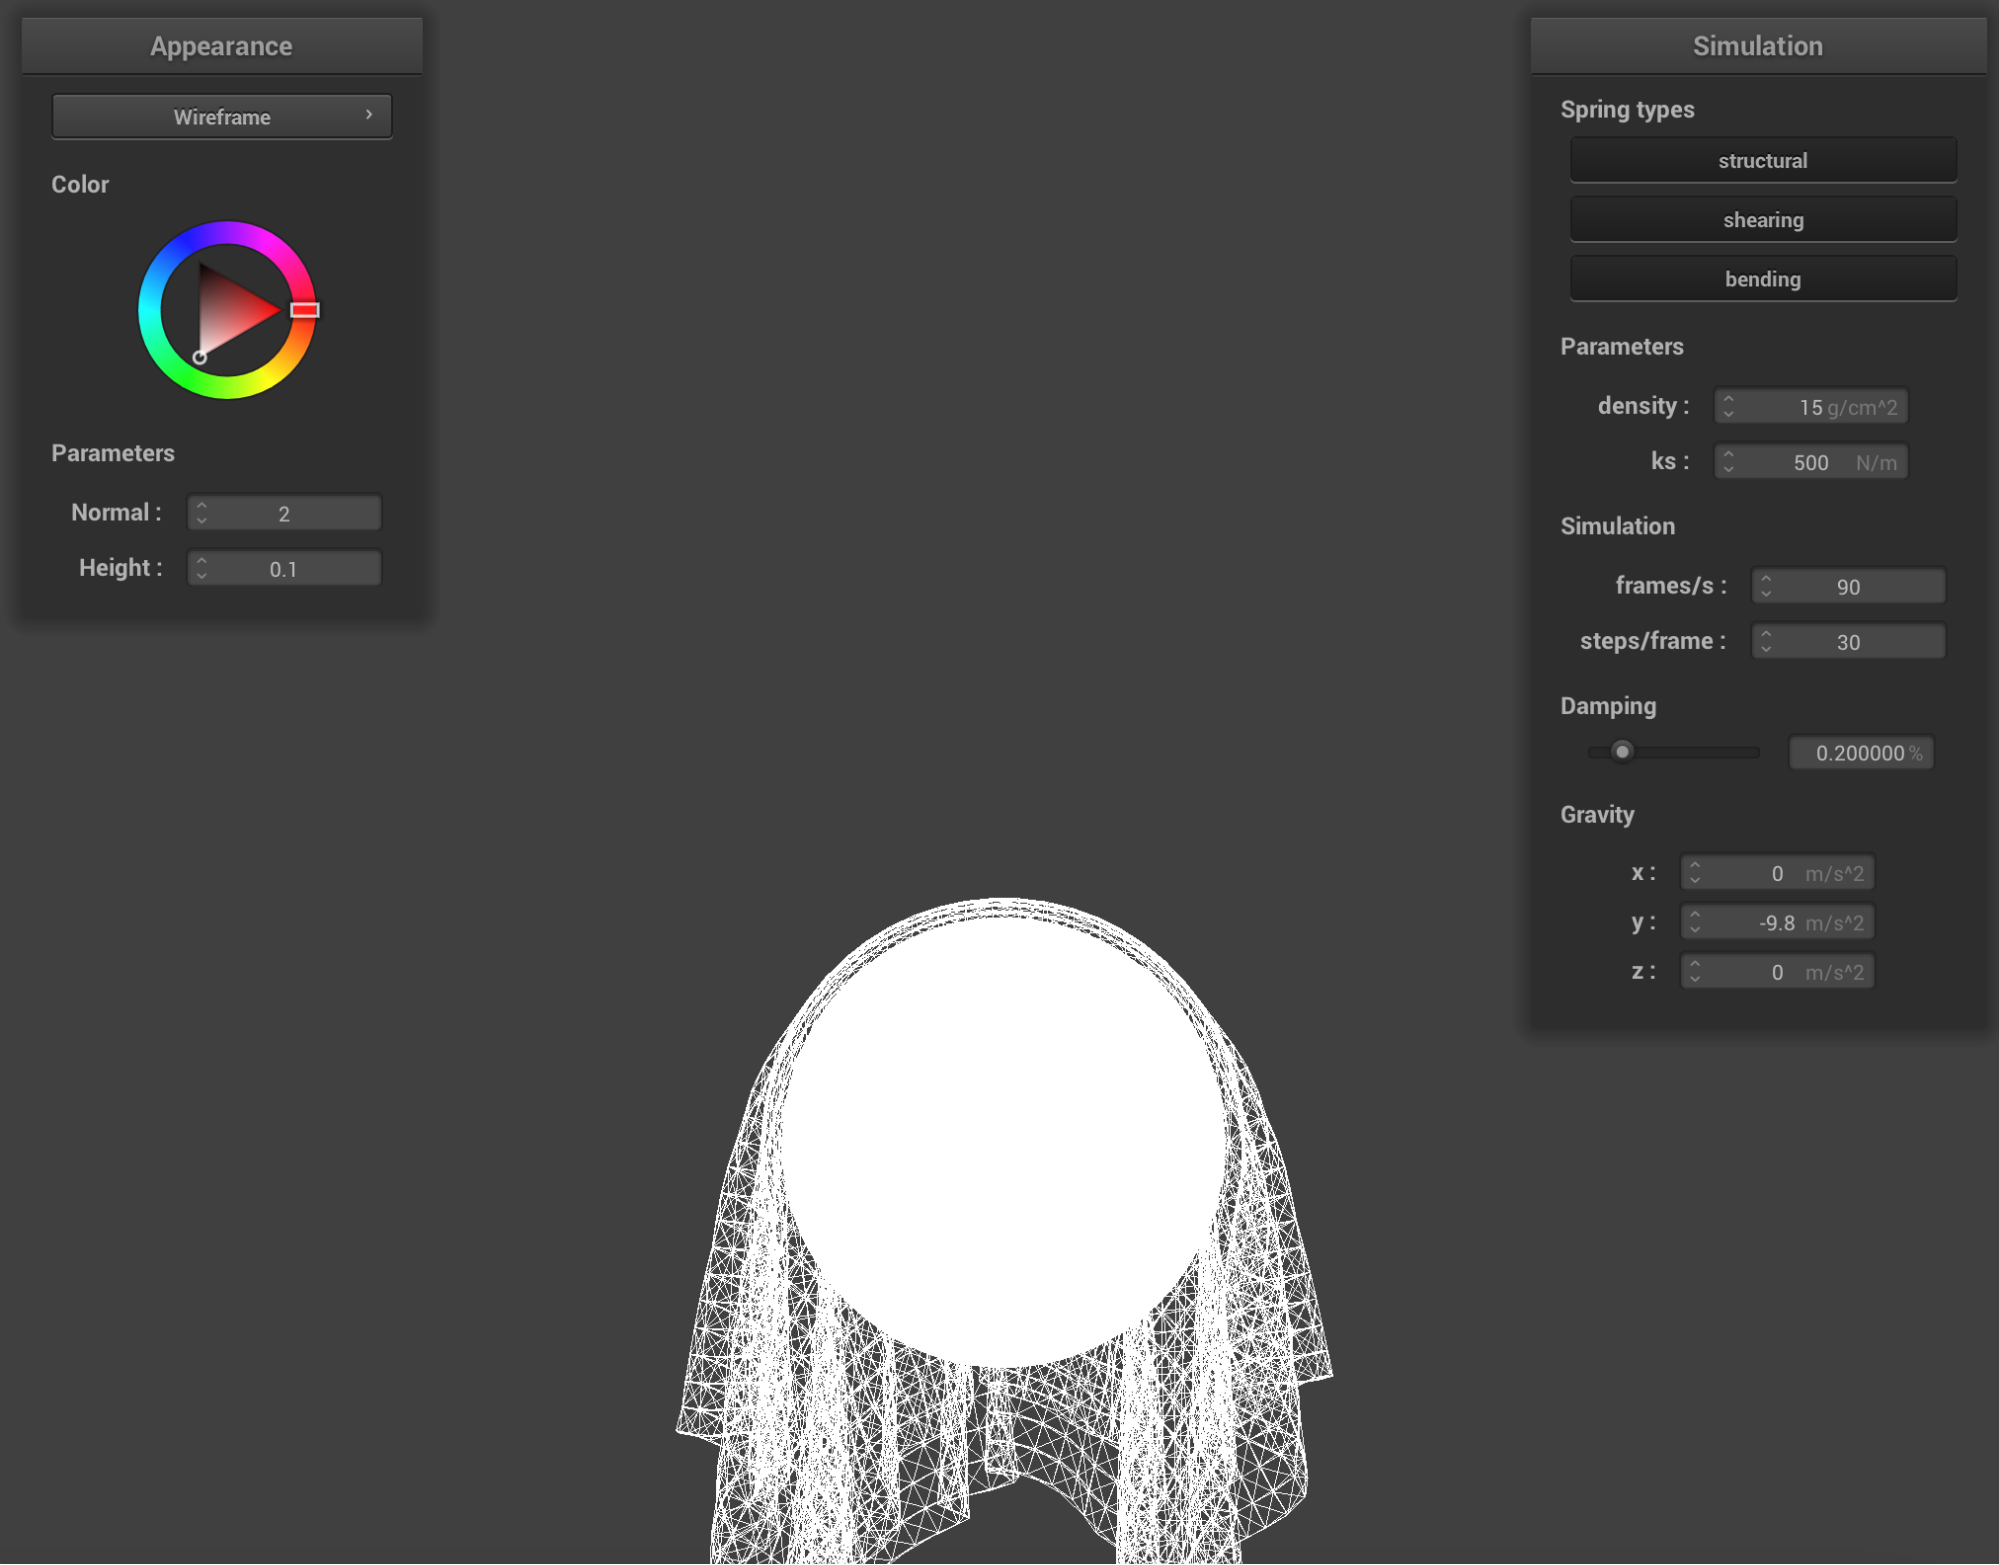 Appearance
Wireframe
Color
Parameters
Normal : 2
Height : 0.1
Simulation
Spring types
structural
shearing
bending
Parameters
density : 15 g/cm^2
ks : 500 N/m
Simulation
frames/s : 90
steps/frame : 30
Damping
0.200000 %
Gravity
x : 0 m/s^2
y : -9.8 m/s^2
z : 0 m/s^2